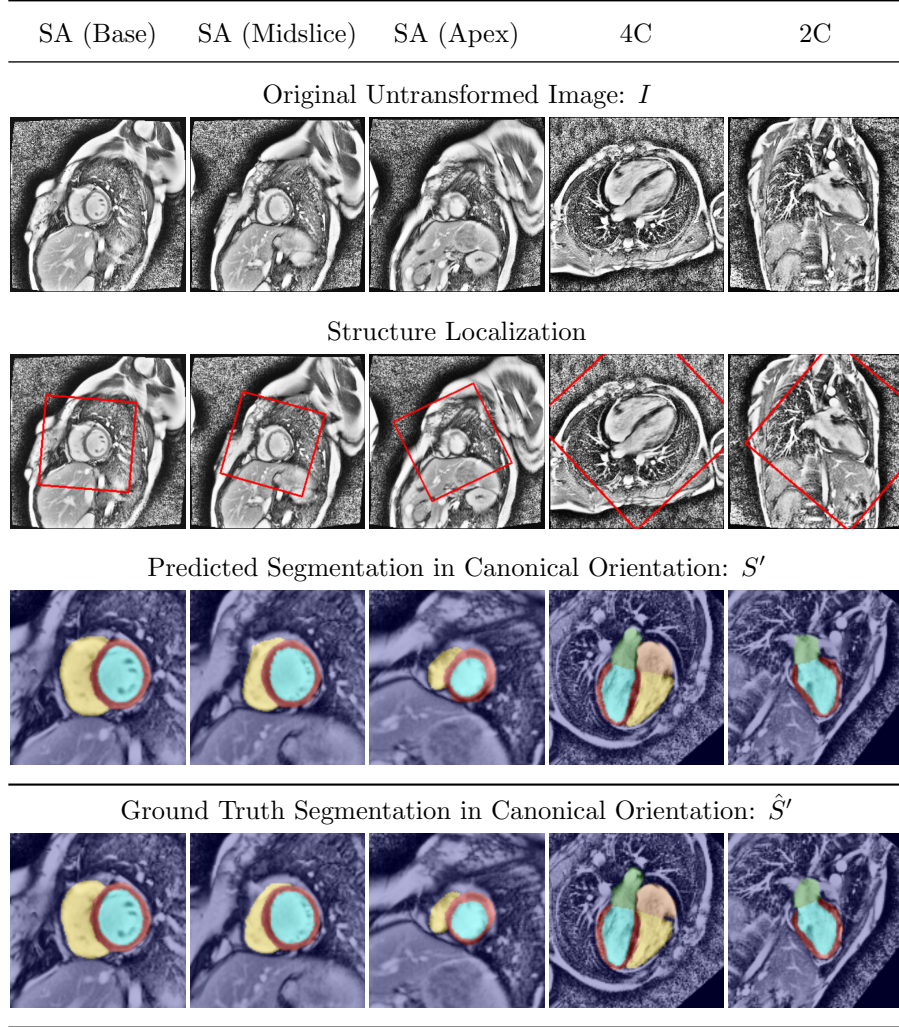 SA (Base) SA (Midslice) SA (Apex) 4C 2C
Original Untransformed Image: I
Structure Localization
Predicted Segmentation in Canonical Orientation: S′
Ground Truth Segmentation in Canonical Orientation: Ŝ′